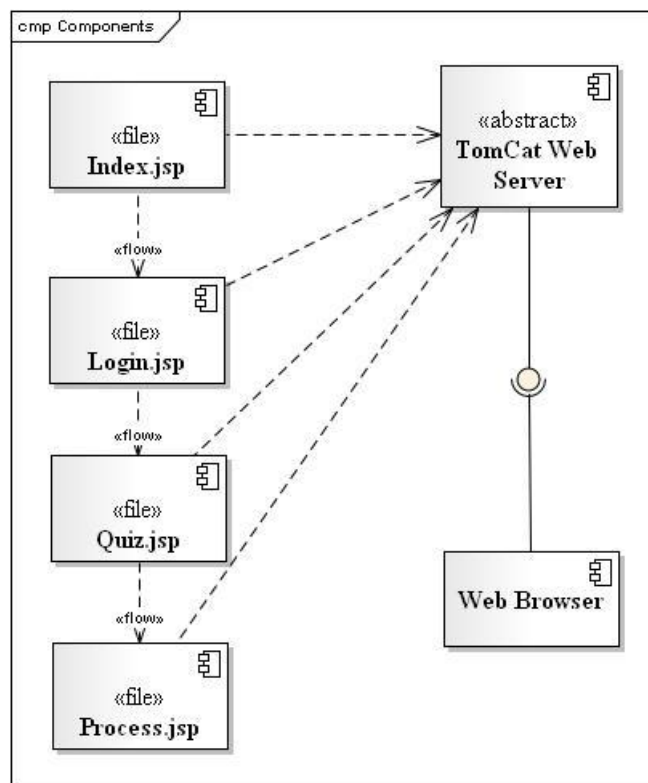 cmp Components
«file»
Index.jsp
«flow»
«file»
Login.jsp
«flow»
«file»
Quiz.jsp
«flow»
«file»
Process.jsp
«abstract»
TomCat Web
Server
Web Browser